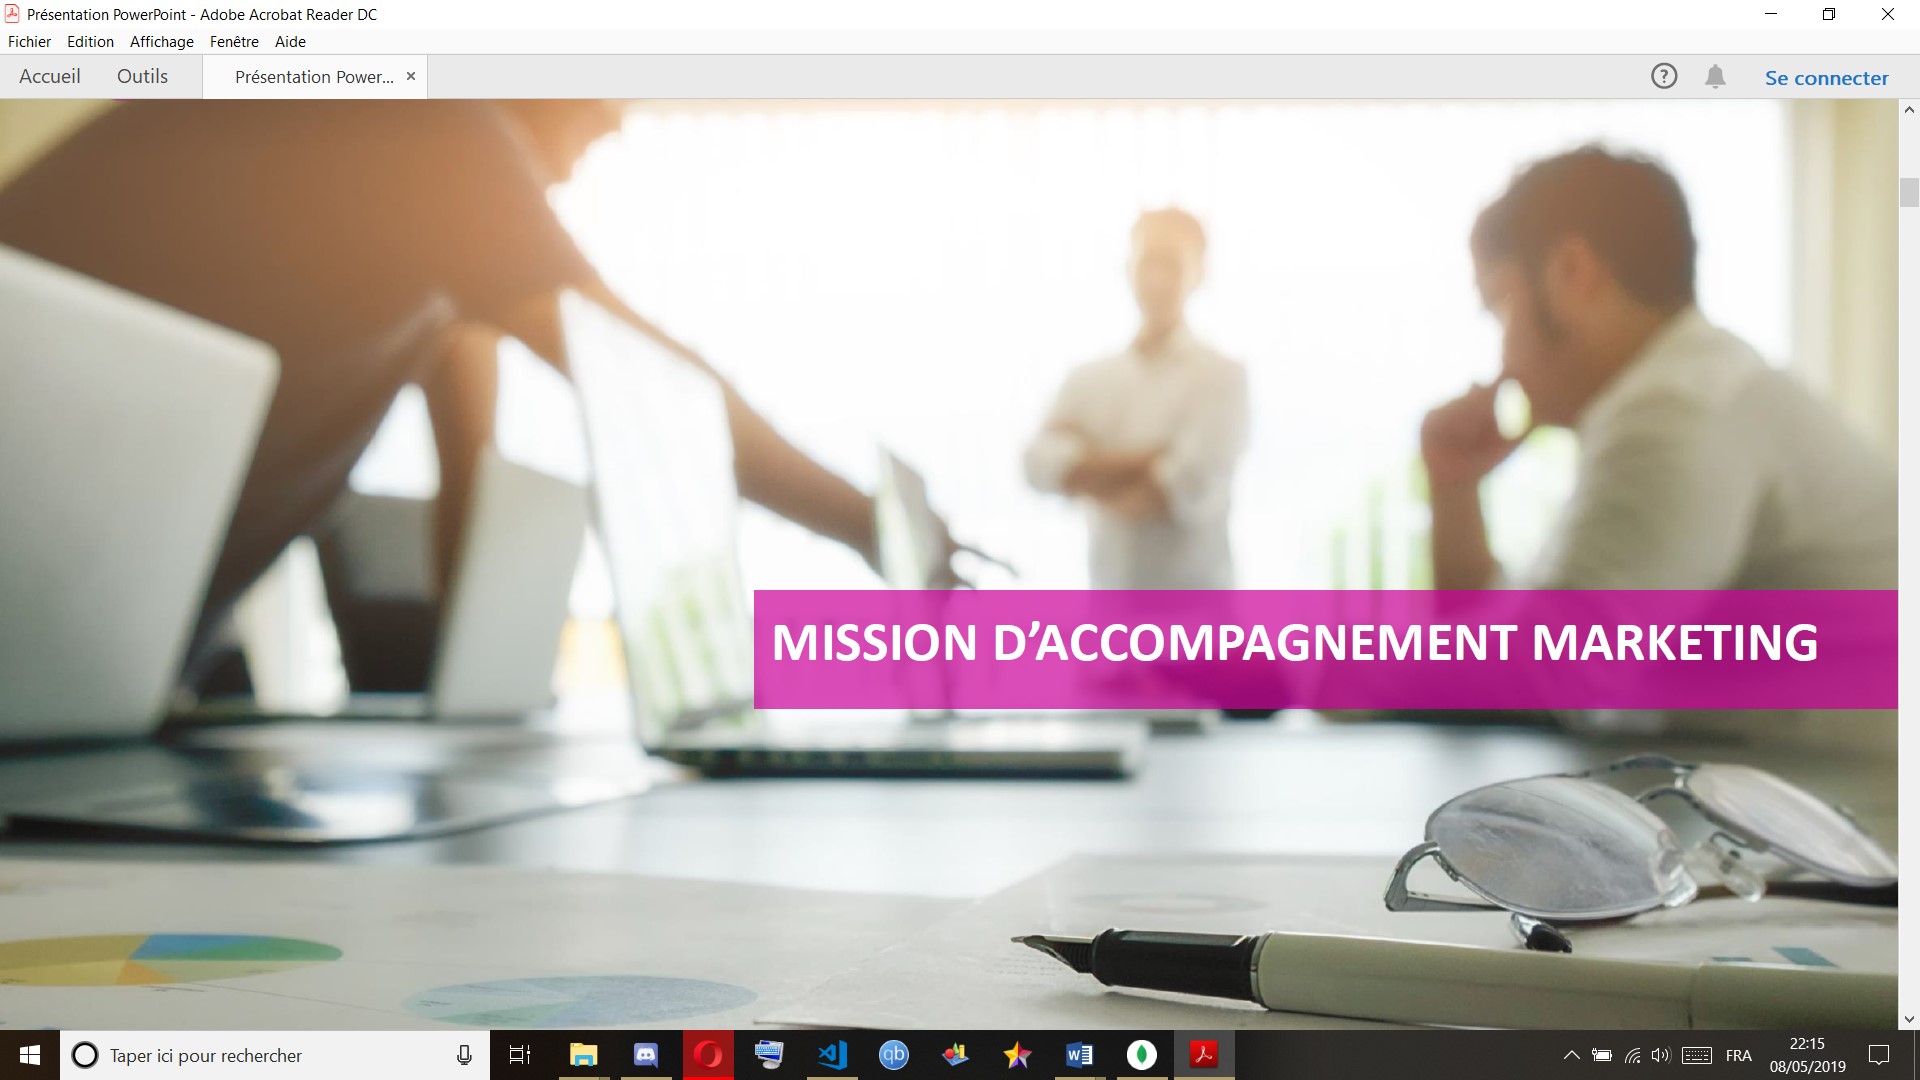 Présentation PowerPoint - Adobe Acrobat Reader DC
Fichier Edition Affichage Fenêtre Aide
Accueil Outils Présentation Power... × ? Se connecter
MISSION D’ACCOMPAGNEMENT MARKETING
Taper ici pour rechercher
qb
W
FRA
22:15
08/05/2019